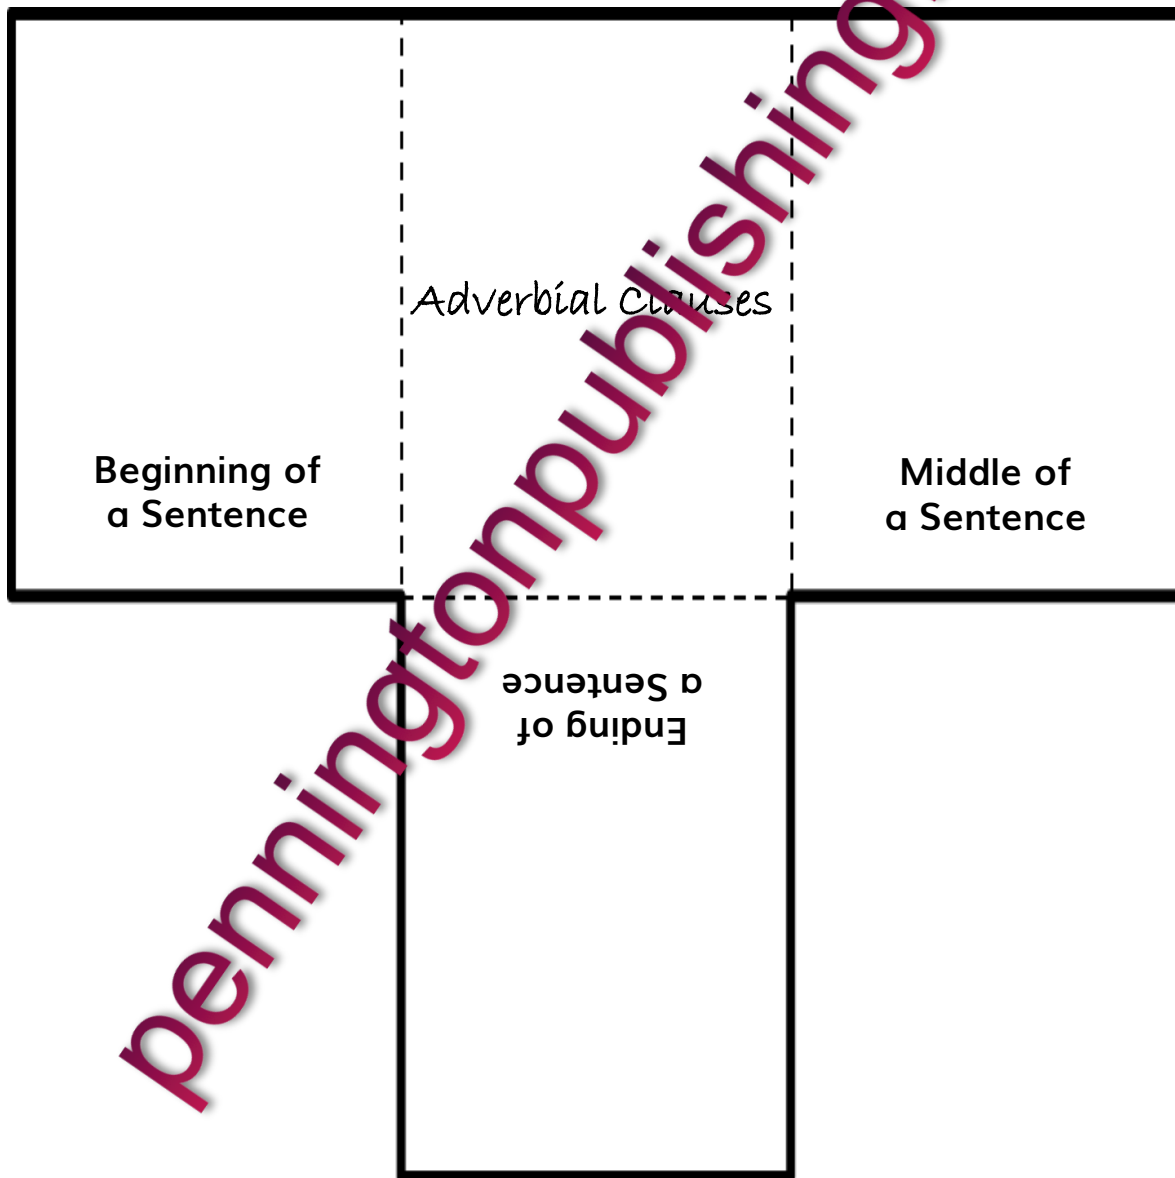 Adverbial Clauses
Beginning of
a Sentence
Middle of
a Sentence
Ending of
a Sentence
penningtonpublishing.